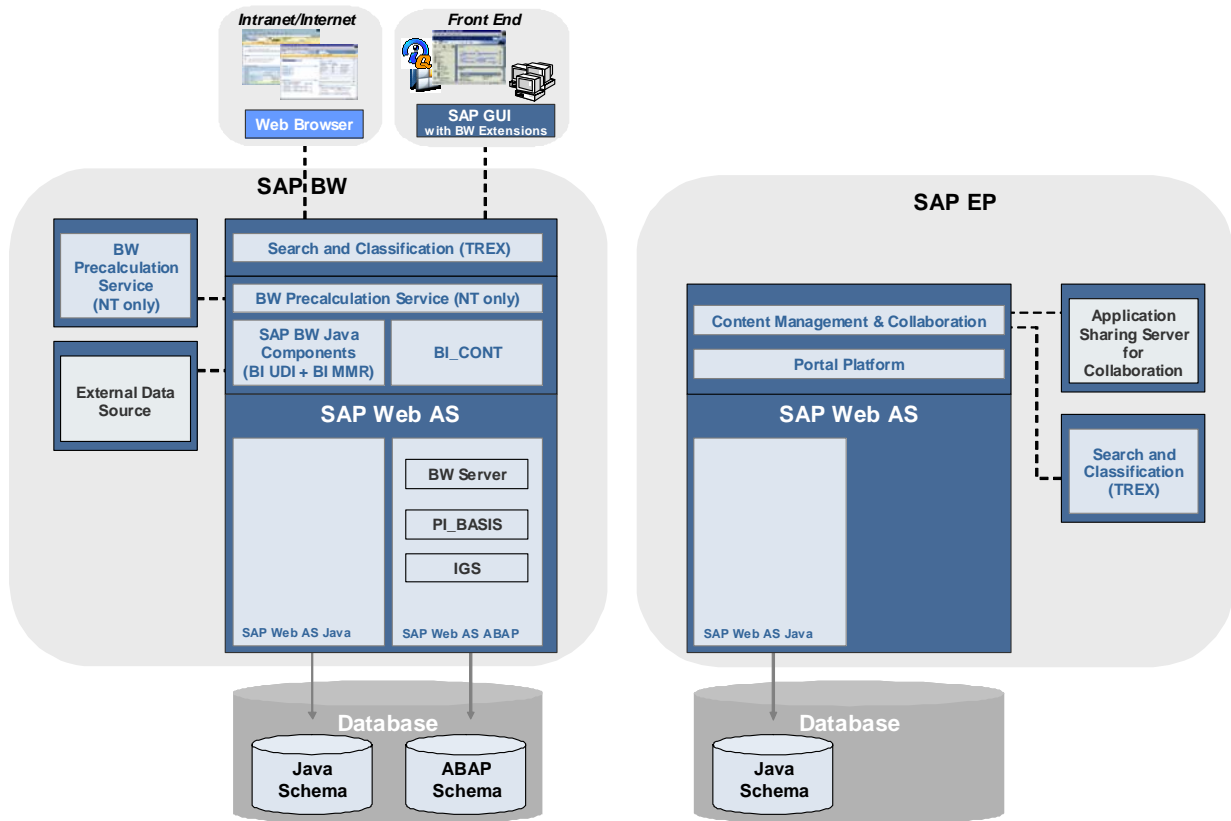 Intranet/Internet
Web Browser
Front End
SAP GUI
with BW Extensions
SAP BW
BW
Precalculation
Service
(NT only)
External Data
Source
Search and Classification (TREX)
BW Precalculation Service (NT only)
SAP BW Java
Components
(BI UDI + BI MMR)
BI_CONT
SAP Web AS
BW Server
PI_BASIS
IGS
SAP Web AS Java
SAP Web AS ABAP
Database
Java
Schema
ABAP
Schema
SAP EP
Content Management & Collaboration
Portal Platform
SAP Web AS
SAP Web AS Java
Application
Sharing Server
for
Collaboration
Search and
Classification
(TREX)
Database
Java
Schema